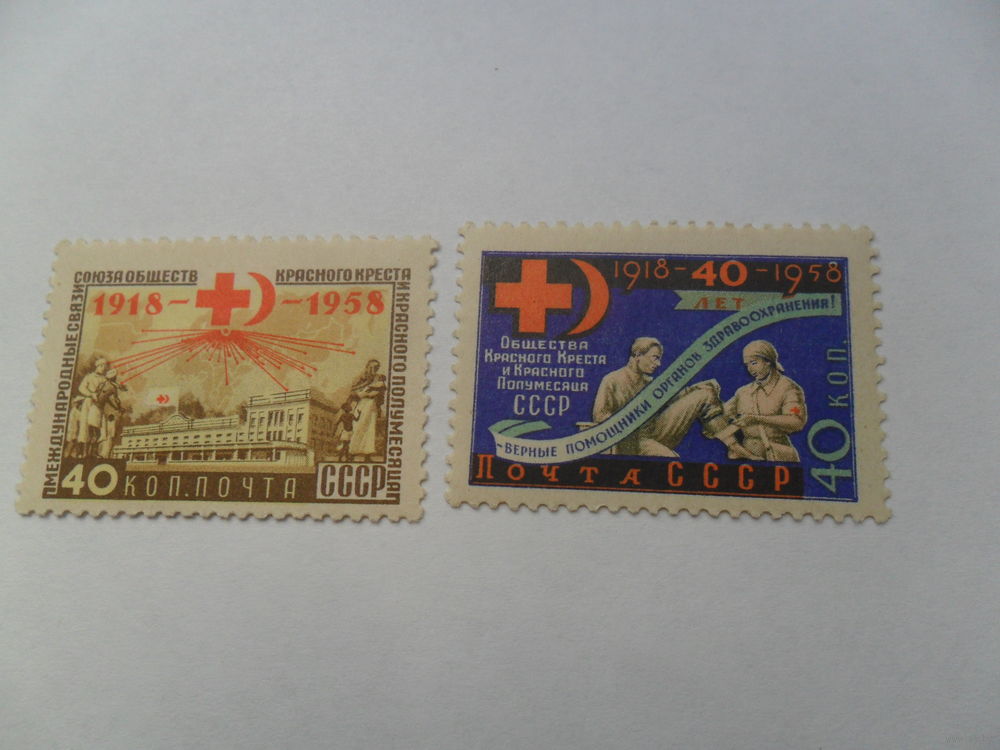 МЕЖДУНАРОДНЫЕ СВЯЗИ
СОЮЗА ОБЩЕСТВ КРАСНОГО КРЕСТА
И КРАСНОГО ПОЛУМЕСЯЦА
1918 – – 1958
40 КОП. ПОЧТА СССР
1918 - 40 - 1958
ЛЕТ
ОБЩЕСТВА
КРАСНОГО КРЕСТА
И КРАСНОГО
ПОЛУМЕСЯЦА
СССР
-ВЕРНЫЕ ПОМОЩНИКИ ОРГАНОВ ЗДРАВООХРАНЕНИЯ!
40 КОП.
ПОЧТА СССР